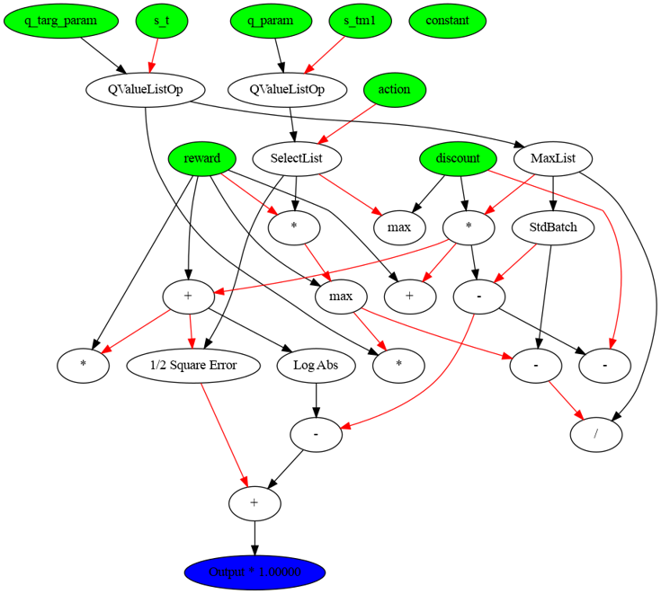 q_targ_param s_t q_param s_tm1 constant
QValueListOp QValueListOp action
reward SelectList discount MaxList
* max * StdBatch
+ max + -
* 1/2 Square Error Log Abs * - -
- /
+
Output * 1.00000